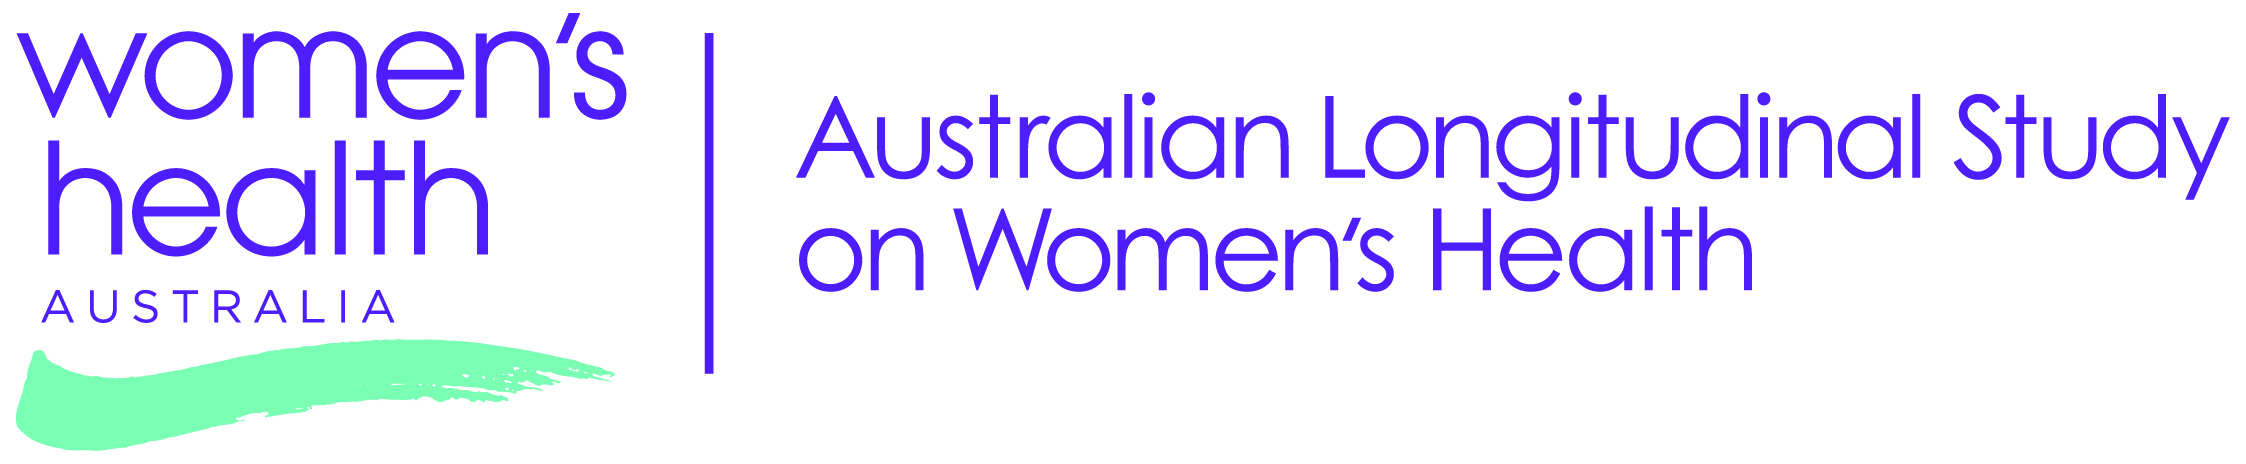 women's
health
AUSTRALIA
Australian Longitudinal Study
on Women's Health